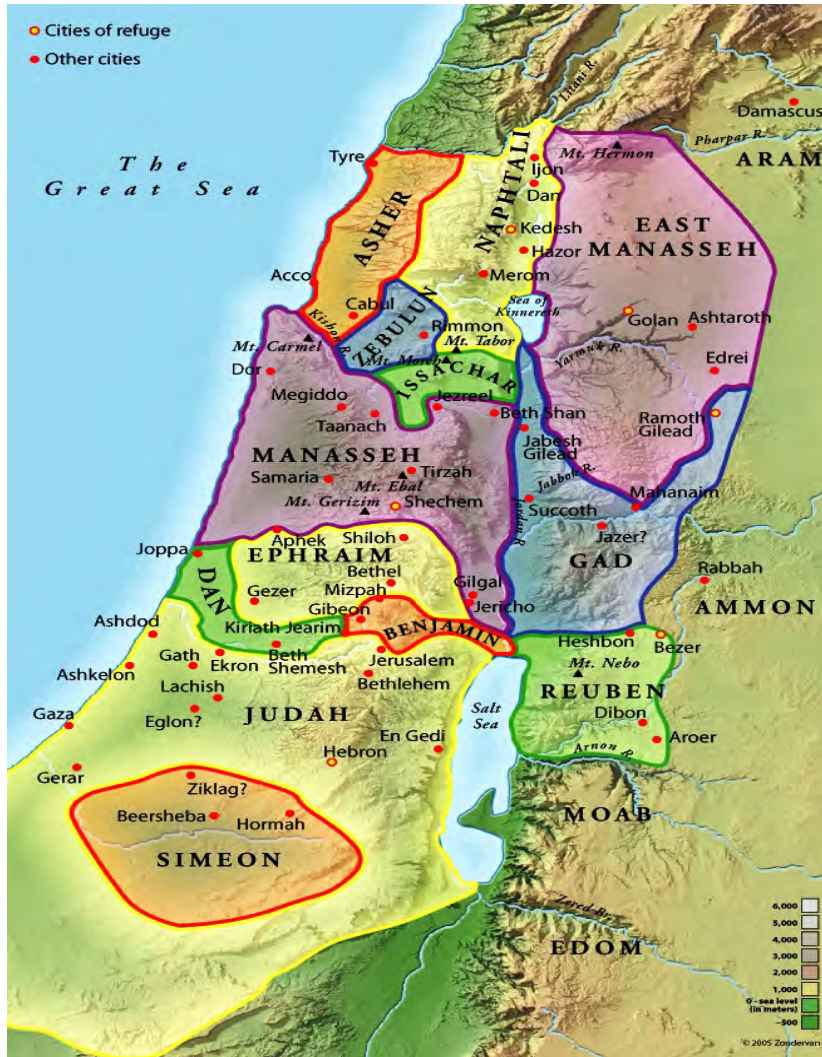 Cities of refuge
Other cities
The
Great Sea
Litani R.
Damascus
Pharpar R.
ARAM
Mt. Hermon
Tyre
Ijon
Dan
NAPHTALI
ASHER
EAST
MANASSEH
Kedesh
Hazor
Merom
Acco
Cabul
Sea of
Kinnereth
Golan
Ashtaroth
Kishon R.
ZEBULUN
Rimmon
Mt. Carmel
Mt. Tabor
Mt. Moreh
Yarmuk R.
Edrei
Dor
ISSACHAR
Megiddo
Jezreel
Taanach
Beth Shan
Ramoth
Gilead
Jabesh
Gilead
MANASSEH
Tirzah
Samaria
Mt. Ebal
Mt. Gerizim
Shechem
Jabbok R.
Succoth
Mahanaim
Jordan R.
Jazer?
Aphek
Shiloh
Joppa
EPHRAIM
GAD
DAN
Bethel
Rabbah
Gezer
Mizpah
Gilgal
Gibeon
Jericho
AMMON
Ashdod
Kiriath Jearim
BENJAMIN
Heshbon
Bezer
Gath
Ekron
Beth
Shemesh
Jerusalem
Mt. Nebo
Ashkelon
Bethlehem
Lachish
REUBEN
Eglon?
JUDAH
Salt
Sea
Dibon
Gaza
En Gedi
Aroer
Hebron
Arnon R.
Gerar
Ziklag?
Beersheba
Hormah
MOAB
SIMEON
Zered Br.
EDOM
6,000
5,000
4,000
3,000
2,000
1,000
0 - sea level
(in meters)
-500
© 2005 Zondervan